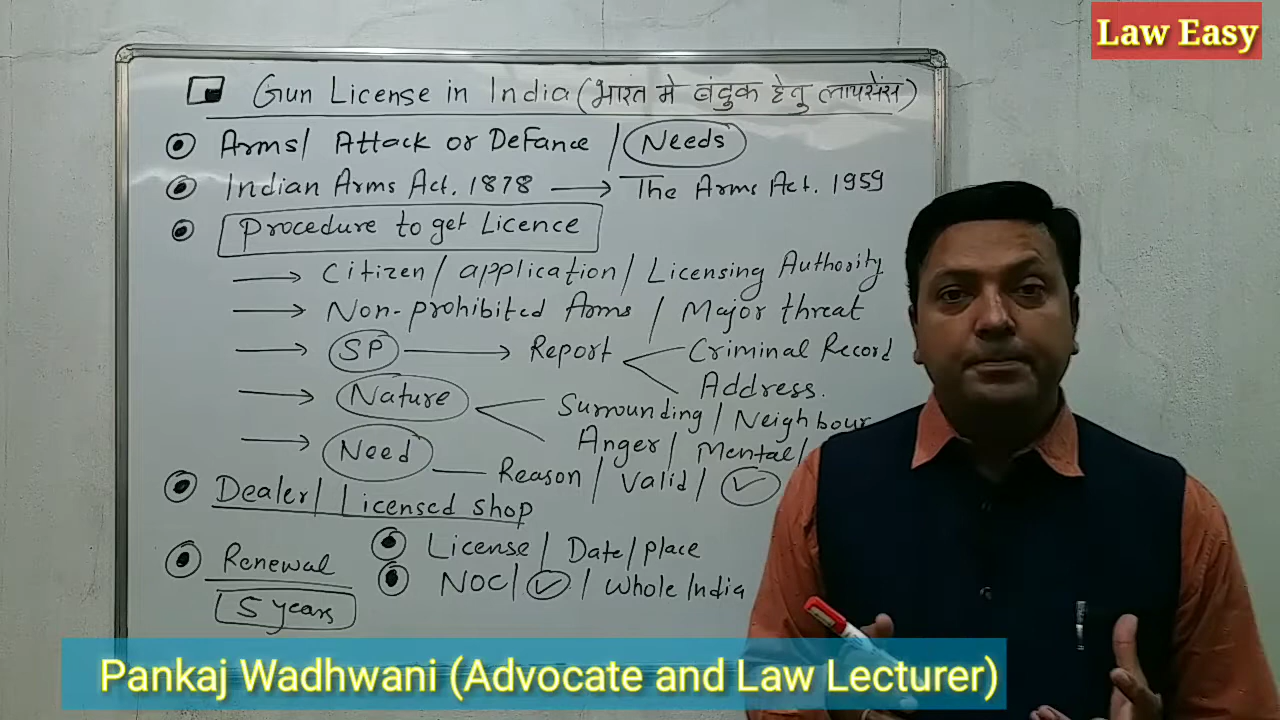 Law Easy
Gun License in India (भारत मे बंदुक हेतु लायसेंस)
Arms/ Attack or Defance / Needs
Indian Arms Act. 1878 → The Arms Act. 1959
Procedure to get Licence
→ Citizen/ application/ Licensing Authority
→ Non-prohibited Arms / Major threat
→ SP → Report Criminal Record
Address.
→ Nature Surrounding / Neighbour
Anger/ Mental/
→ Need Reason/ Valid/ ✓
Dealer/ Licensed shop
Renewal
5 years
License/ Date/ place
NOC/ ✓ / Whole India
Pankaj Wadhwani (Advocate and Law Lecturer)